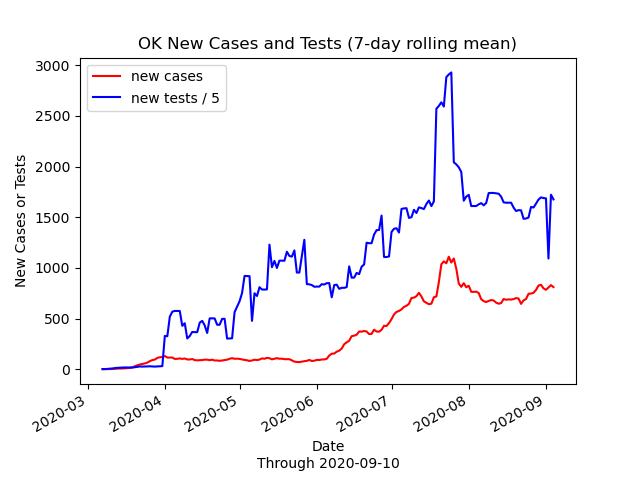 OK New Cases and Tests (7-day rolling mean)
new cases
new tests / 5
3000
2500
2000
1500
1000
500
0
New Cases or Tests
2020-03
2020-04
2020-05
2020-06
2020-07
2020-08
2020-09
Date
Through 2020-09-10